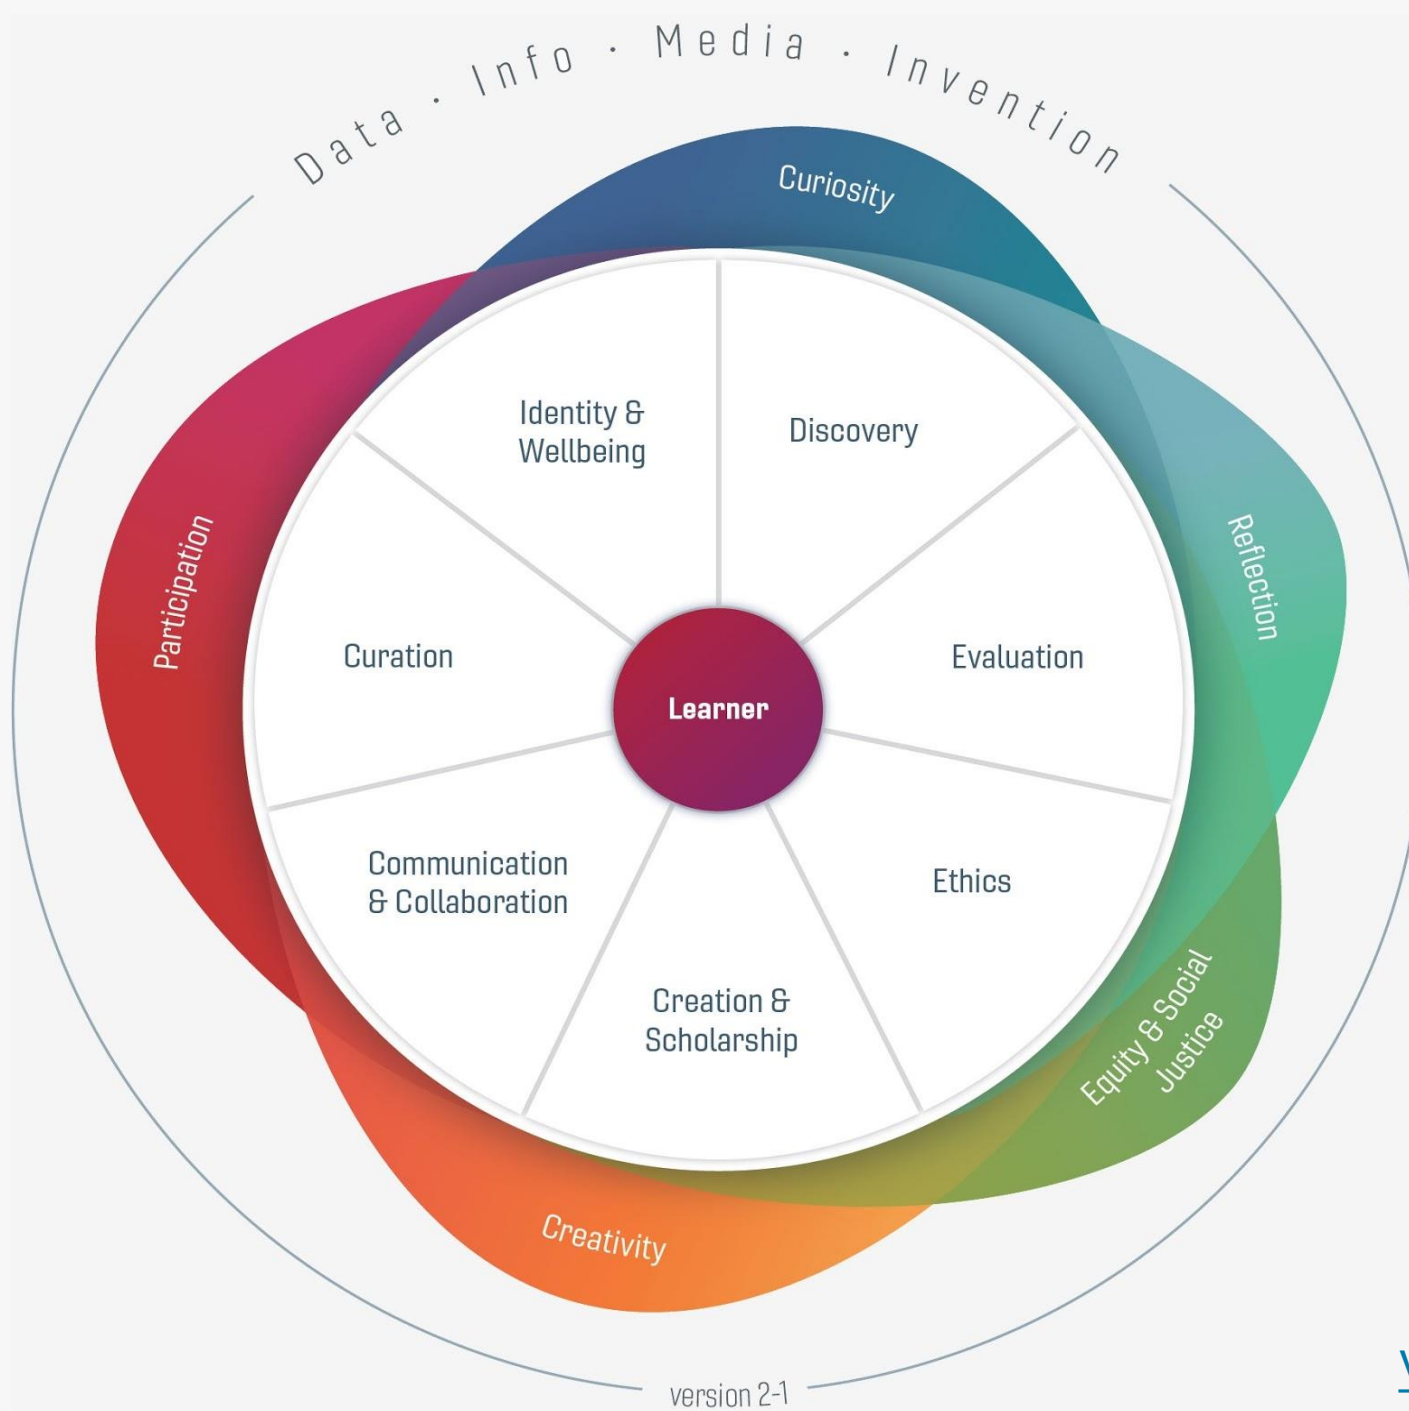 Data · Info · Media · Invention
Curiosity
Reflection
Equity & Social
Justice
Creativity
Participation
Identity &
Wellbeing
Discovery
Evaluation
Ethics
Creation &
Scholarship
Communication
& Collaboration
Curation
Learner
version 2-1